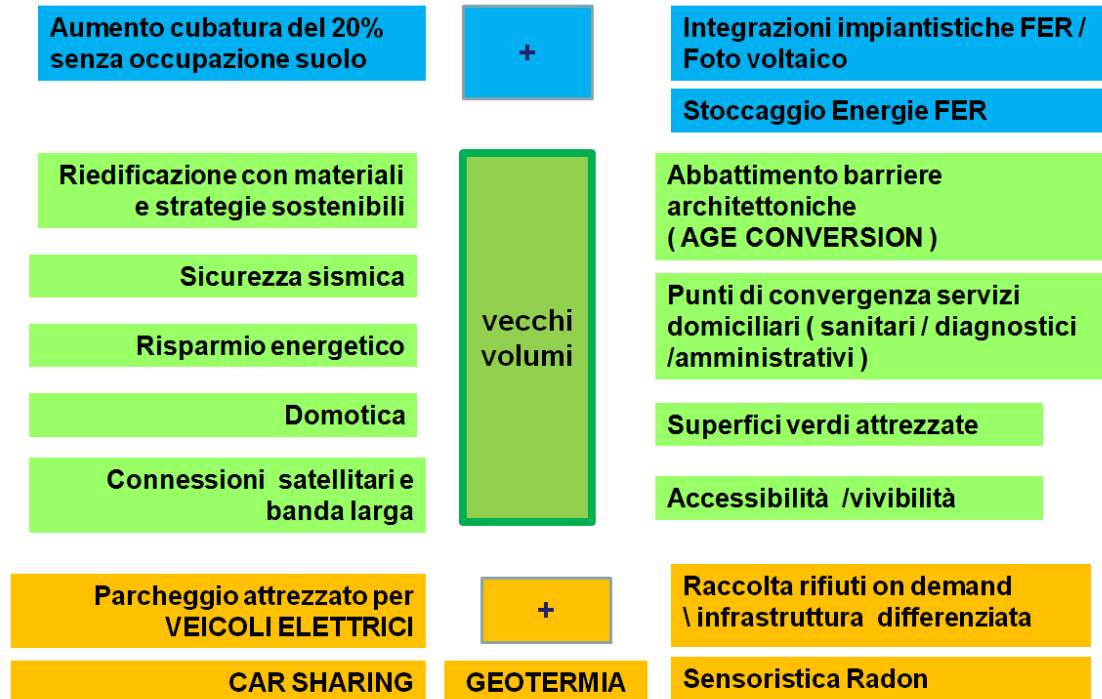 Aumento cubatura del 20%
senza occupazione suolo
+
Integrazioni impiantistiche FER /
Foto voltaico
Stoccaggio Energie FER
Riedificazione con materiali
e strategie sostenibili
Sicurezza sismica
Risparmio energetico
Domotica
Connessioni satellitari e
banda larga
vecchi
volumi
Abbattimento barriere
architettoniche
( AGE CONVERSION )
Punti di convergenza servizi
domiciliari ( sanitari / diagnostici
/amministrativi )
Superfici verdi attrezzate
Accessibilità /vivibilità
Parcheggio attrezzato per
VEICOLI ELETTRICI
+
Raccolta rifiuti on demand
\ infrastruttura differenziata
CAR SHARING
GEOTERMIA
Sensoristica Radon